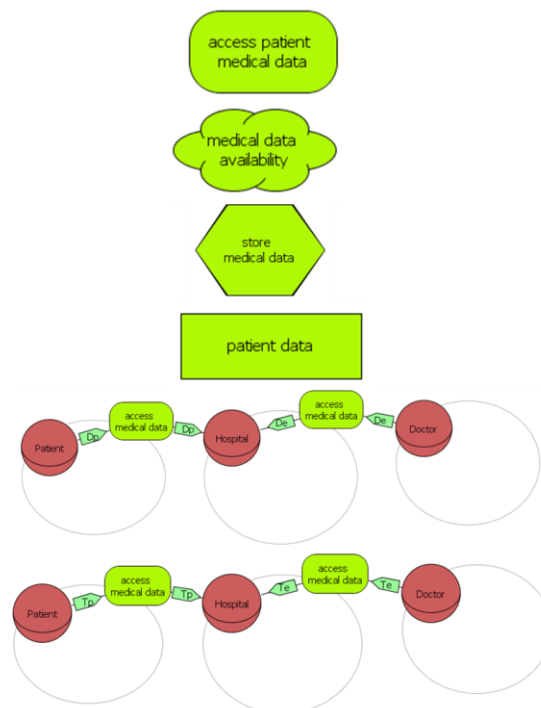 access patient
medical data
medical data
availability
store
medical data
patient data
access
medical data
access
medical data
Patient
Dp
Dp
Hospital
De
De
Doctor
access
medical data
access
medical data
Patient
Tp
Tp
Hospital
Te
Te
Doctor